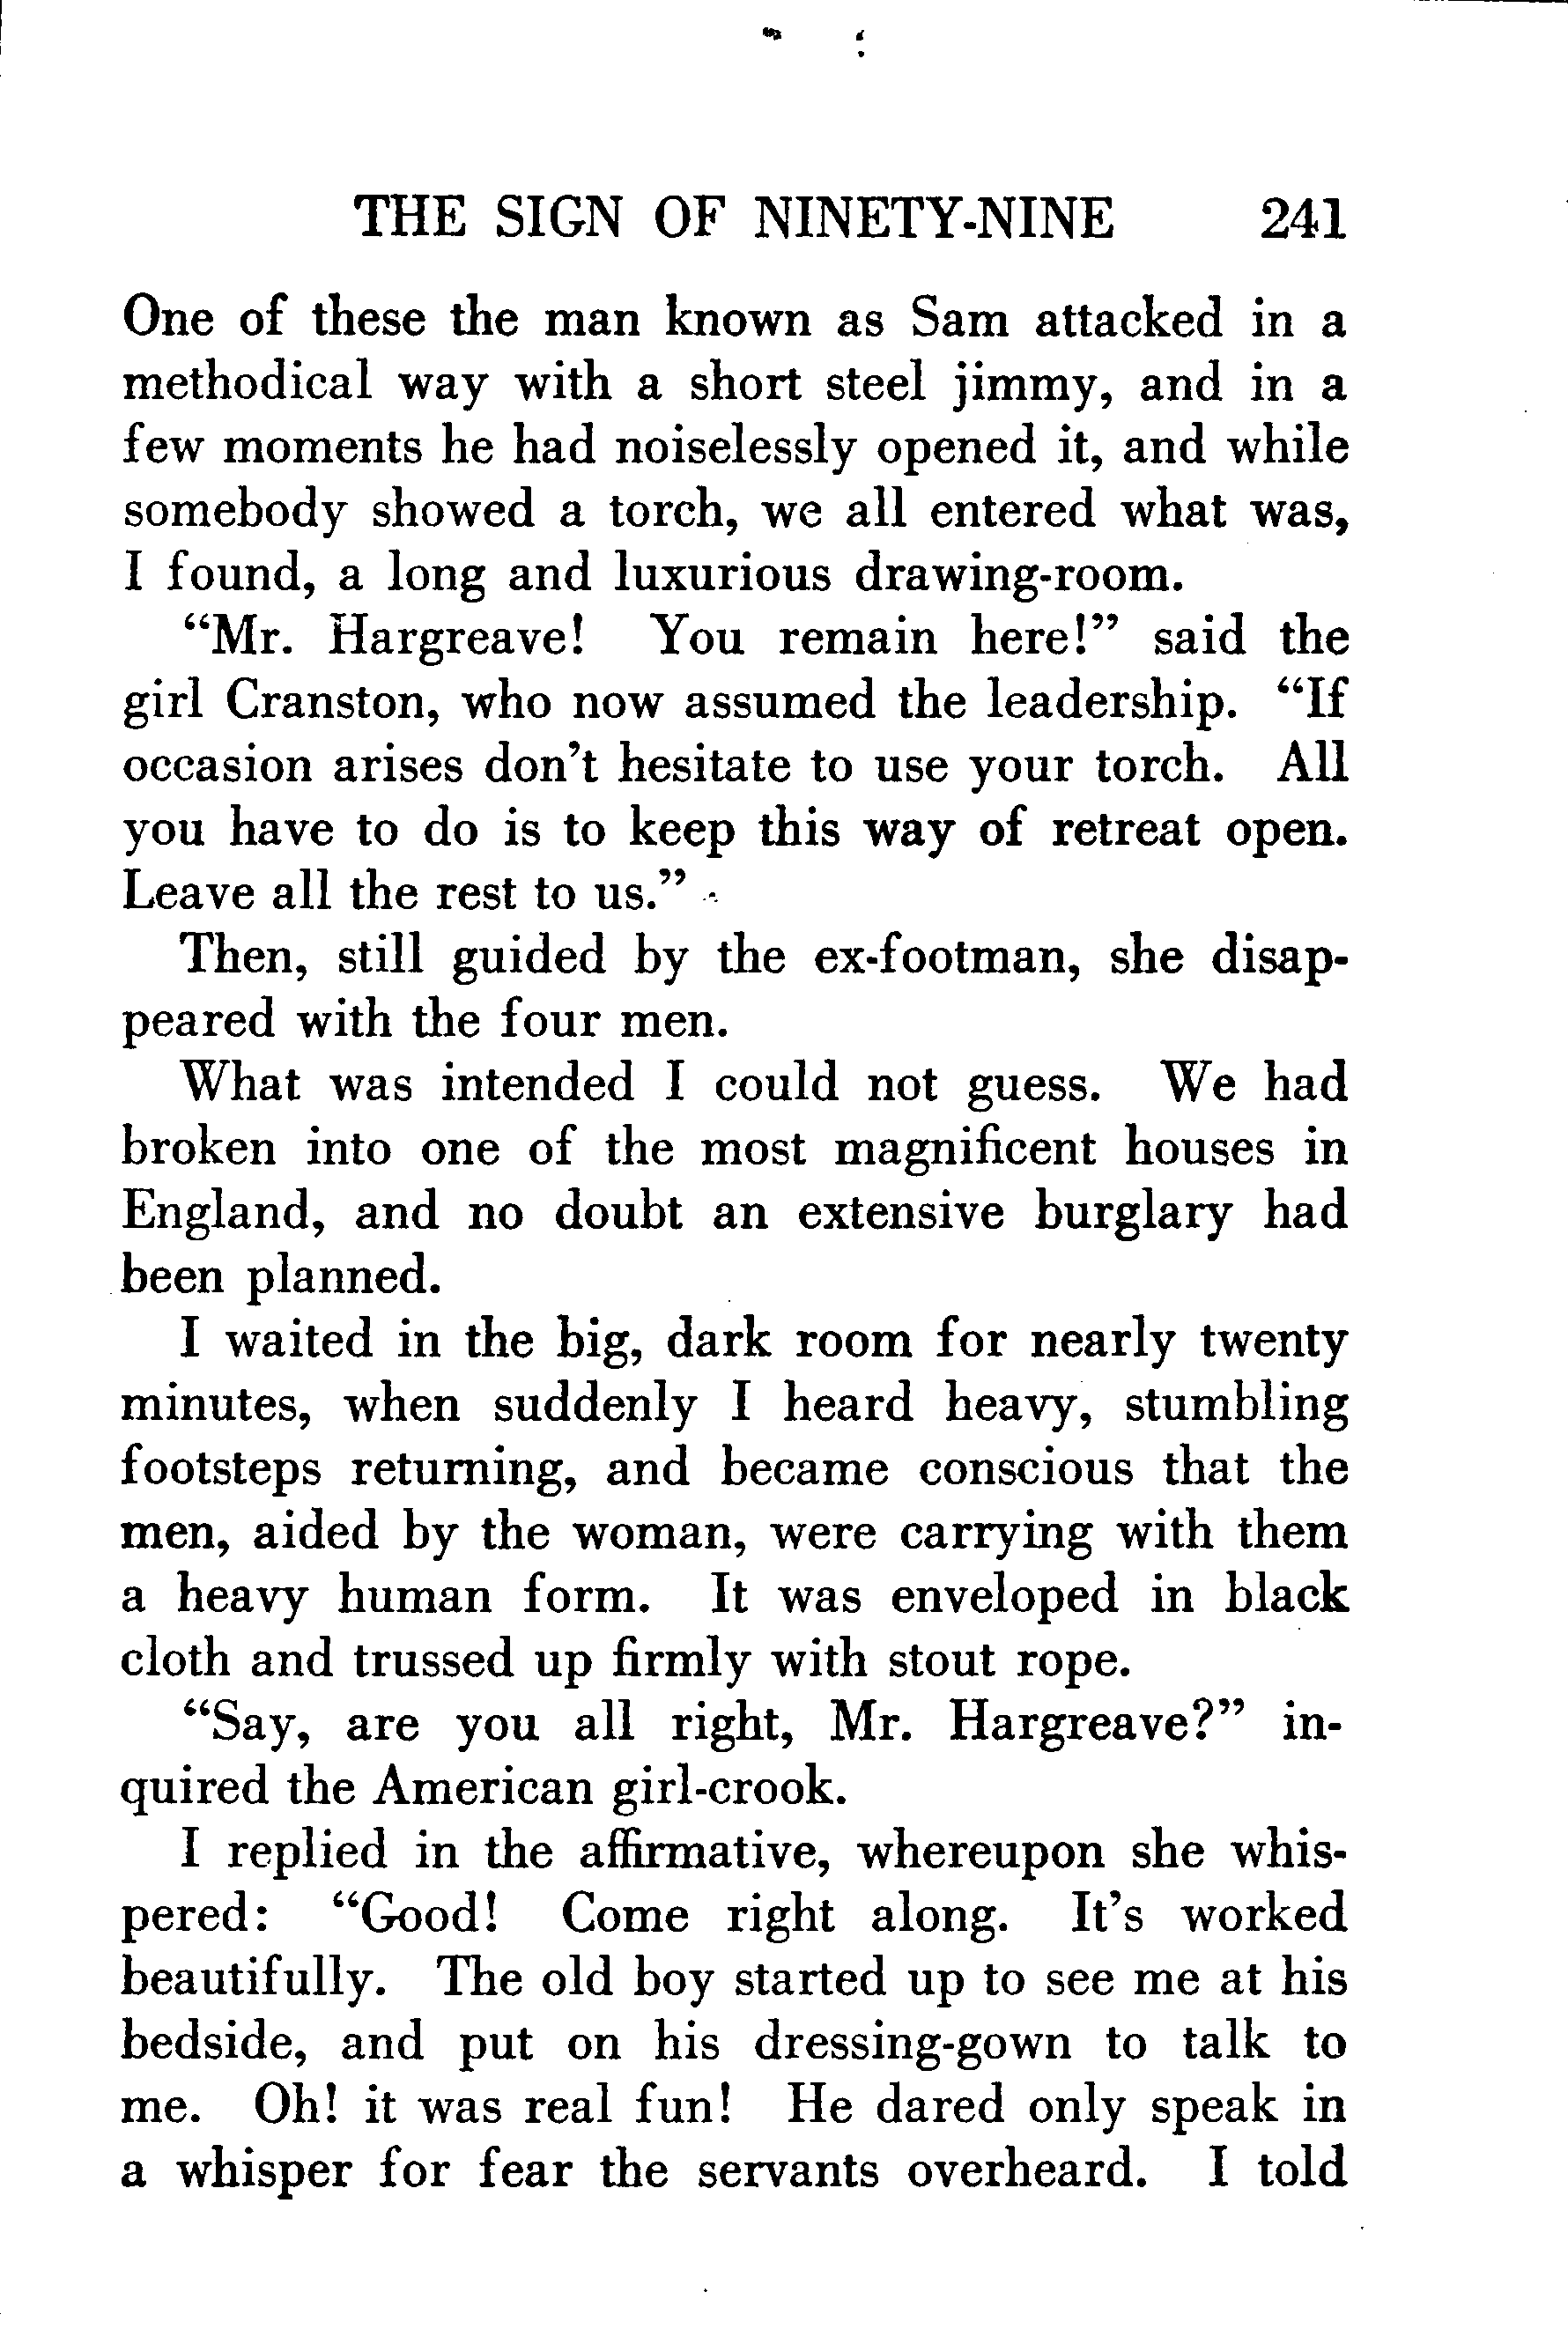 THE SIGN OF NINETY-NINE 241
One of these the man known as Sam attacked in a
methodical way with a short steel jimmy, and in a
few moments he had noiselessly opened it, and while
somebody showed a torch, we all entered what was,
I found, a long and luxurious drawing-room.
“Mr. Hargreave! You remain here!” said the
girl Cranston, who now assumed the leadership. “If
occasion arises don’t hesitate to use your torch. All
you have to do is to keep this way of retreat open.
Leave all the rest to us.”
Then, still guided by the ex-footman, she disap-
peared with the four men.
What was intended I could not guess. We had
broken into one of the most magnificent houses in
England, and no doubt an extensive burglary had
been planned.
I waited in the big, dark room for nearly twenty
minutes, when suddenly I heard heavy, stumbling
footsteps returning, and became conscious that the
men, aided by the woman, were carrying with them
a heavy human form. It was enveloped in black
cloth and trussed up firmly with stout rope.
“Say, are you all right, Mr. Hargreave?” in-
quired the American girl-crook.
I replied in the affirmative, whereupon she whis-
pered: “Good! Come right along. It’s worked
beautifully. The old boy started up to see me at his
bedside, and put on his dressing-gown to talk to
me. Oh! it was real fun! He dared only speak in
a whisper for fear the servants overheard. I told